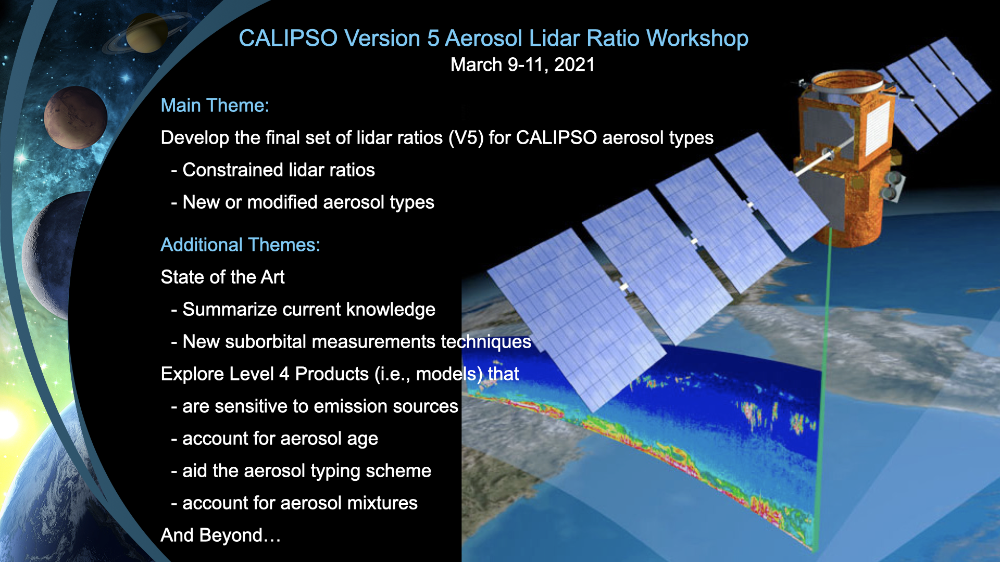 CALIPSO Version 5 Aerosol Lidar Ratio Workshop
March 9-11, 2021
Main Theme:
Develop the final set of lidar ratios (V5) for CALIPSO aerosol types
- Constrained lidar ratios
- New or modified aerosol types
Additional Themes:
State of the Art
- Summarize current knowledge
- New suborbital measurements techniques
Explore Level 4 Products (i.e., models) that
- are sensitive to emission sources
- account for aerosol age
- aid the aerosol typing scheme
- account for aerosol mixtures
And Beyond…